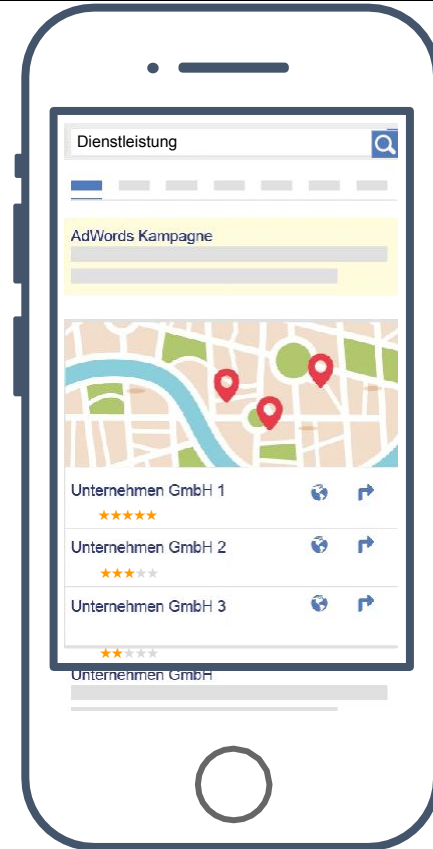 Dienstleistung
AdWords Kampagne
Unternehmen GmbH 1
Unternehmen GmbH 2
Unternehmen GmbH 3
Unternehmen GmbH